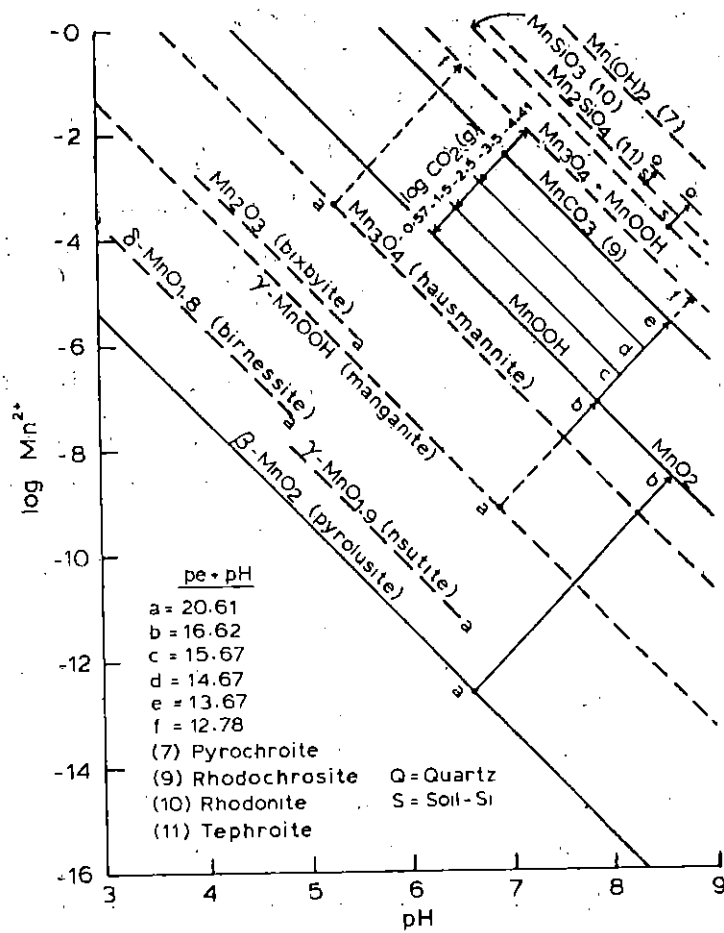 -0
-2
-4
-6
-8
-10
-12
-14
-16
log Mn2+
3
4
5
6
7
8
9
pH
Mn(OH)2 (7)
MnSiO3 (10)
Mn2SiO4 (11)
S
Q
S
Q
log CO2(g)
0.57-1.5-2.5-3.5-4.41
Mn3O4 - MnOOH
MnCO3 (9)
MnOOH
MnO2
Mn3O4 (hausmannite)
Mn2O3 (bixbyite)
γ-MnOOH (manganite)
δ-MnO1.8 (birnessite)
γ-MnO1.9 (nsutite)
β-MnO2 (pyrolusite)
f
a
a
a
a
a
a
b
b
c
d
e
f
pe + pH
a = 20.61
b = 16.62
c = 15.67
d = 14.67
e = 13.67
f = 12.78
(7) Pyrochroite
(9) Rhodochrosite Q = Quartz
(10) Rhodonite S = Soil-Si
(11) Tephroite